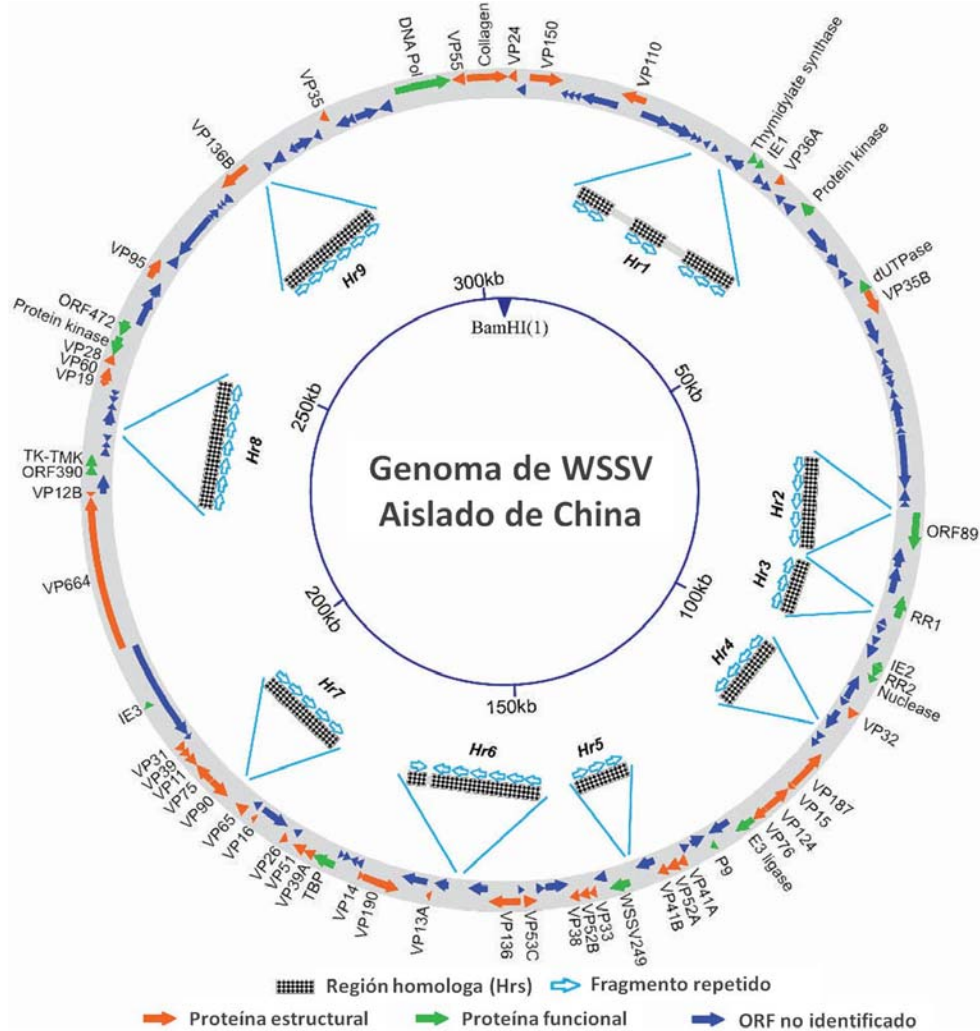 DNA Pol
VP55
Collagen
VP24
VP150
VP110
Thymidylate synthase
IE1
VP36A
Protein kinase
dUTPase
VP35B
ORF89
RR1
IE2
RR2
Nuclease
VP32
VP187
VP15
VP124
VP76
E3 ligase
P9
VP41A
VP52A
VP41B
WSSV249
VP33
VP52B
VP38
VP53C
VP136
VP13A
VP190
VP14
TBP
VP39A
VP51
VP26
VP16
VP65
VP90
VP75
VP11
VP39
VP31
IE3
VP664
VP12B
ORF390
TK-TMK
VP19
VP60
VP28
Protein kinase
ORF472
VP95
VP136B
VP35
Hr1
Hr2
Hr3
Hr4
Hr5
Hr6
Hr7
Hr8
Hr9
300kb
BamHI(1)
50kb
100kb
150kb
200kb
250kb
Genoma de WSSV
Aislado de China
Región homologa (Hrs)
Fragmento repetido
Proteína estructural
Proteína funcional
ORF no identificado